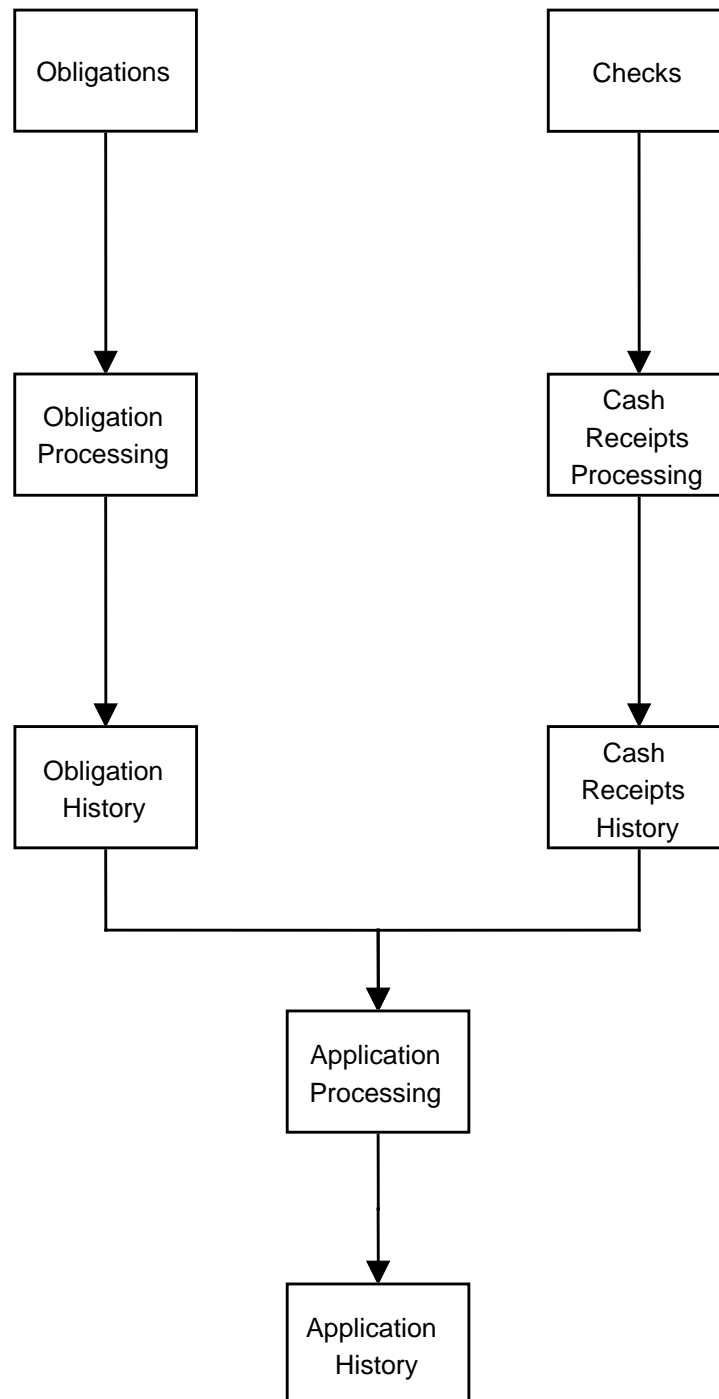 Obligations
Checks
Obligation
Processing
Cash
Receipts
Processing
Obligation
History
Cash
Receipts
History
Application
Processing
Application
History